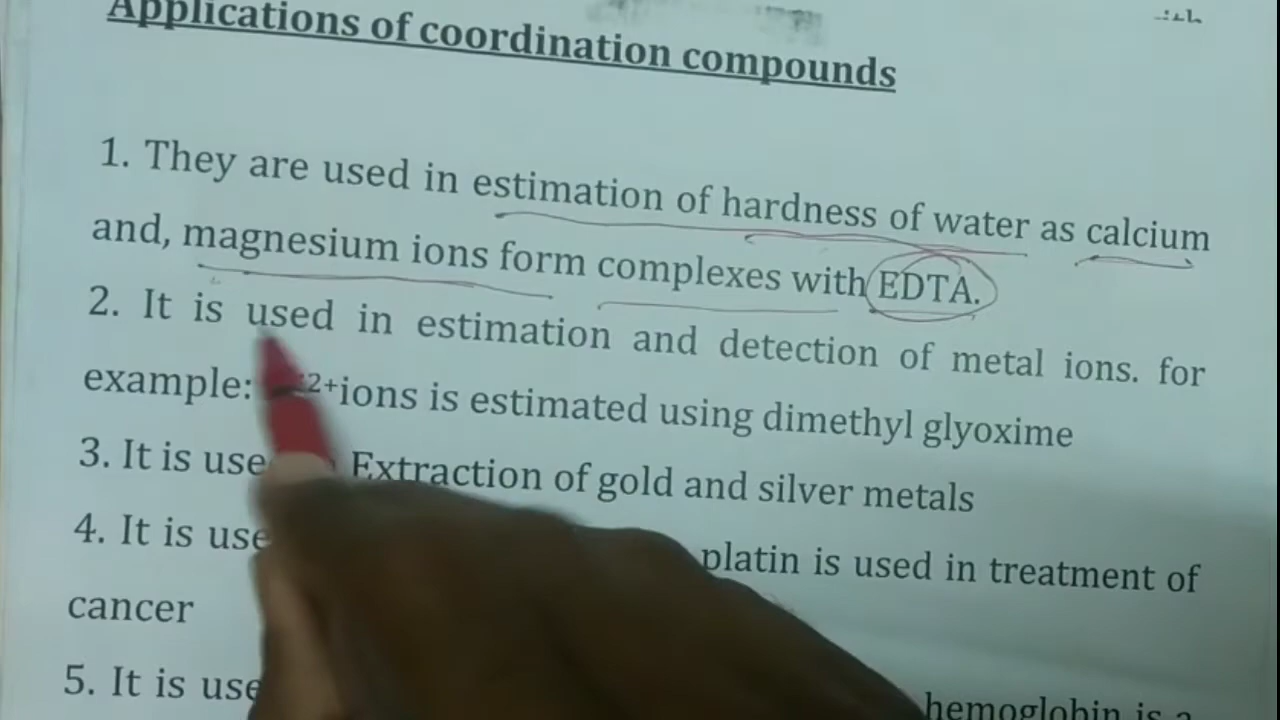 Applications of coordination compounds
1. They are used in estimation of hardness of water as calcium
and, magnesium ions form complexes with EDTA.
2. It is used in estimation and detection of metal ions. for
example: 2+ions is estimated using dimethyl glyoxime
3. It is use Extraction of gold and silver metals
4. It is use platin is used in treatment of
cancer
5. It is use hemoglobin is a